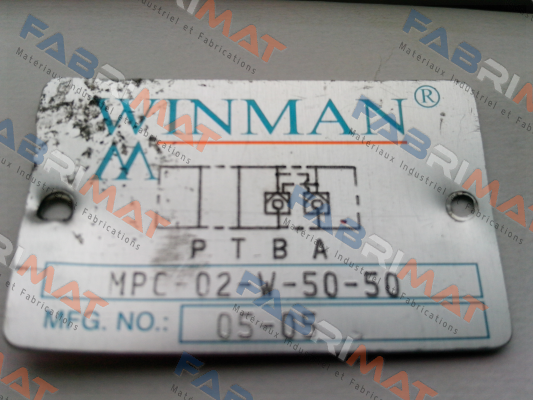 WINMAN®
P T B A
MPC-02-W-50-50
MFG. NO.: 05-05
FABRIMAT
Materiaux Industriel et Fabrications